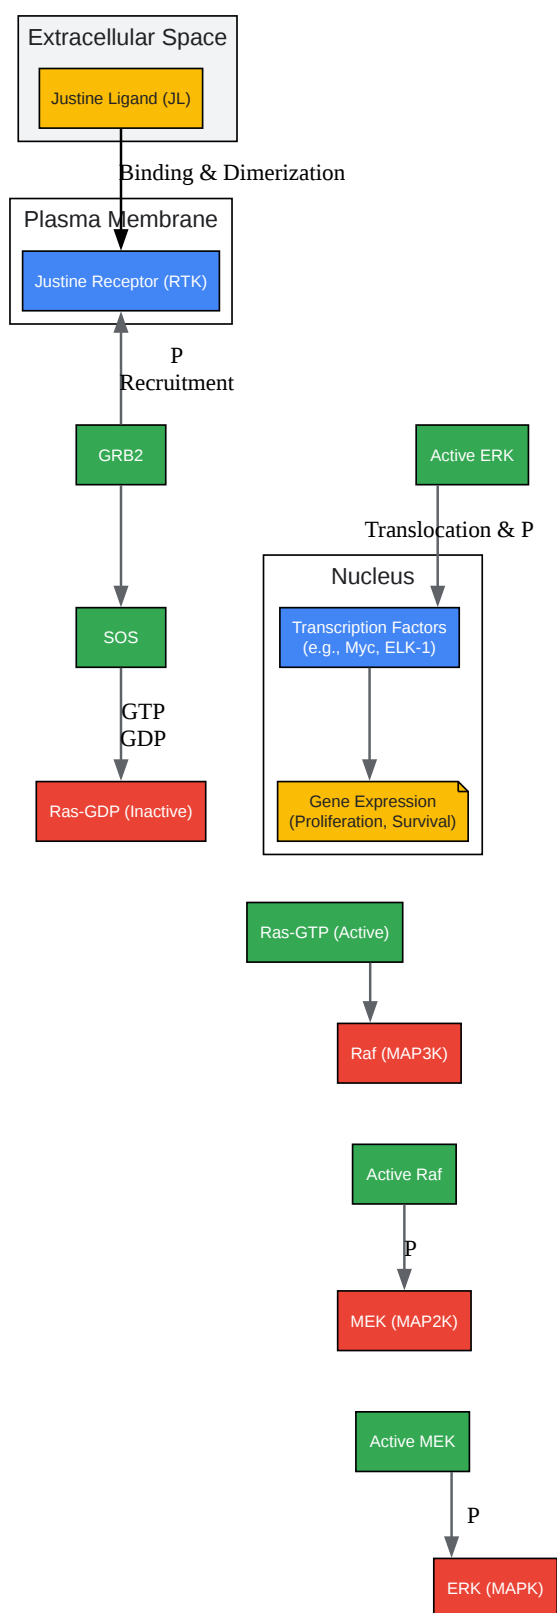 Extracellular Space
Justine Ligand (JL)
Binding & Dimerization
Plasma Membrane
Justine Receptor (RTK)
P
Recruitment
GRB2
Active ERK
Translocation & P
Nucleus
SOS
Transcription Factors
(e.g., Myc, ELK-1)
GTP
GDP
Ras-GDP (Inactive)
Gene Expression
(Proliferation, Survival)
Ras-GTP (Active)
Raf (MAP3K)
Active Raf
P
MEK (MAP2K)
Active MEK
P
ERK (MAPK)